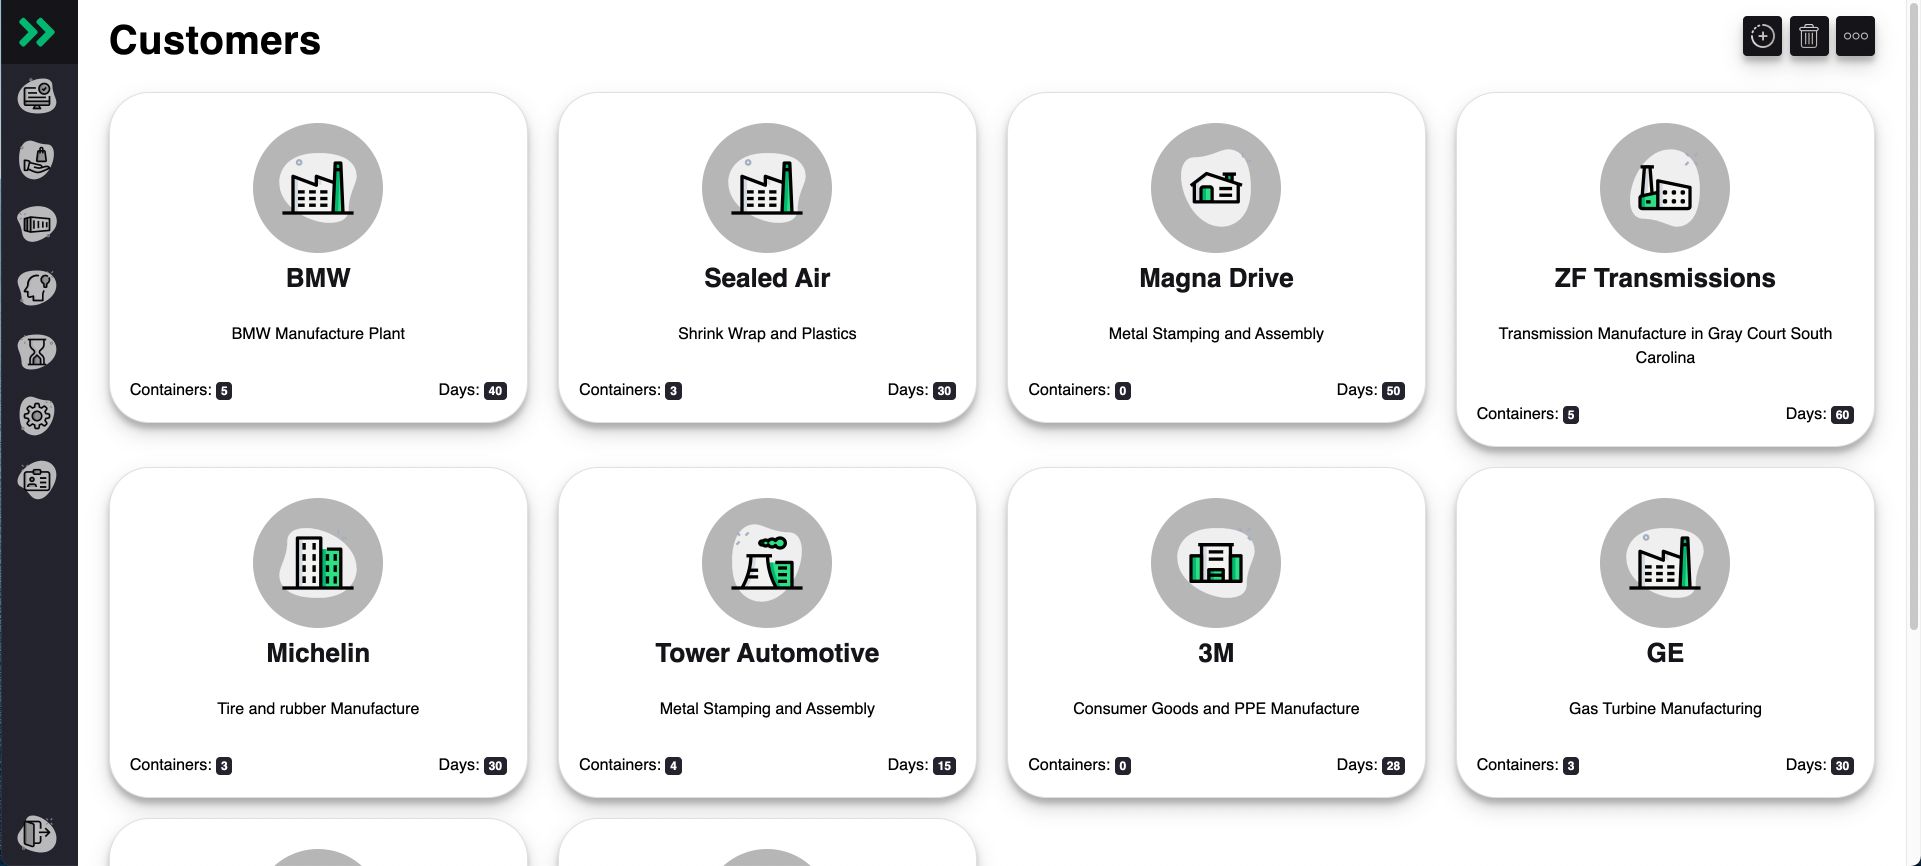 Customers
BMW
BMW Manufacture Plant
Containers: 5 Days: 40
Sealed Air
Shrink Wrap and Plastics
Containers: 3 Days: 30
Magna Drive
Metal Stamping and Assembly
Containers: 0 Days: 50
ZF Transmissions
Transmission Manufacture in Gray Court South
Carolina
Containers: 5 Days: 60
Michelin
Tire and rubber Manufacture
Containers: 3 Days: 30
Tower Automotive
Metal Stamping and Assembly
Containers: 4 Days: 15
3M
Consumer Goods and PPE Manufacture
Containers: 0 Days: 28
GE
Gas Turbine Manufacturing
Containers: 3 Days: 30